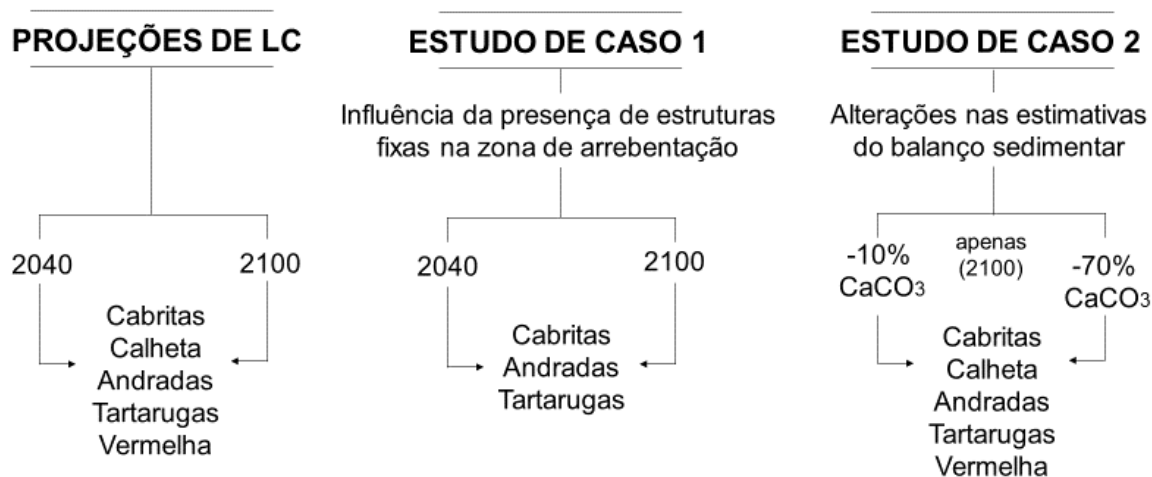 PROJEÇÕES DE LC
2040
2100
Cabritas
Calheta
Andradas
Tartarugas
Vermelha
ESTUDO DE CASO 1
Influência da presença de estruturas
fixas na zona de arrebentação
2040
2100
Cabritas
Andradas
Tartarugas
ESTUDO DE CASO 2
Alterações nas estimativas
do balanço sedimentar
-10%
CaCO3
apenas
(2100)
-70%
CaCO3
Cabritas
Calheta
Andradas
Tartarugas
Vermelha